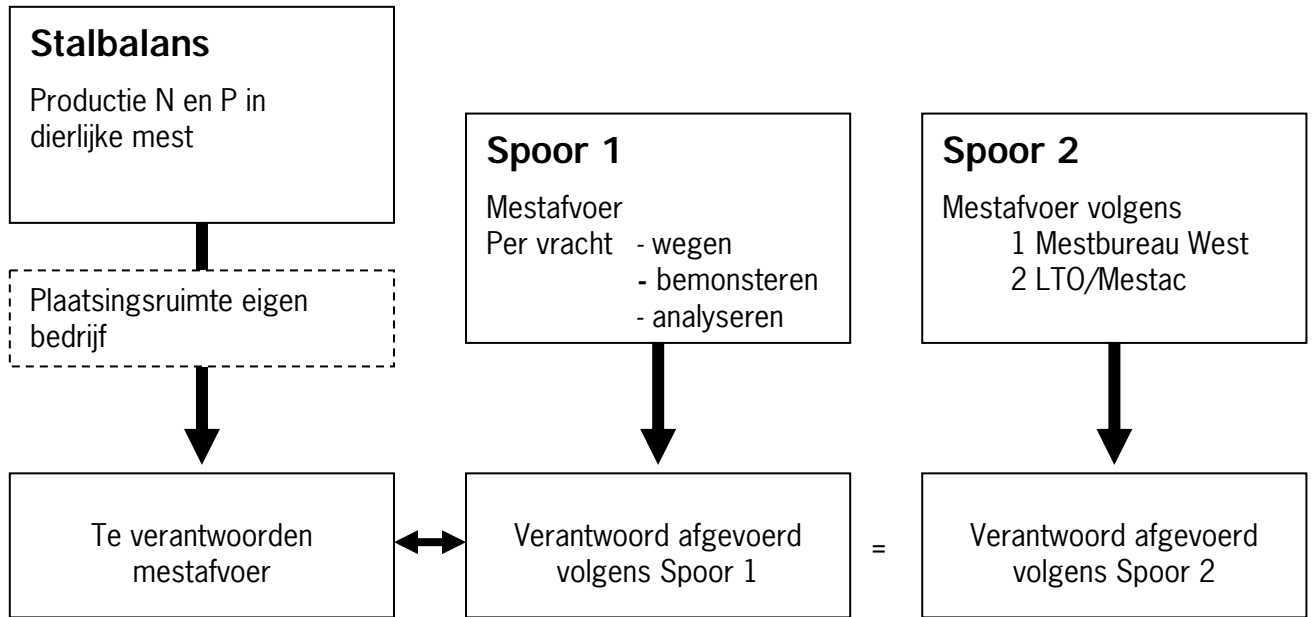 Stalbalans
Productie N en P in
dierlijke mest
Plaatsingsruimte eigen
bedrijf
Te verantwoorden
mestafvoer
Spoor 1
Mestafvoer
Per vracht - wegen
- bemonsteren
- analyseren
Verantwoord afgevoerd
volgens Spoor 1
=
Spoor 2
Mestafvoer volgens
1 Mestbureau West
2 LTO/Mestac
Verantwoord afgevoerd
volgens Spoor 2